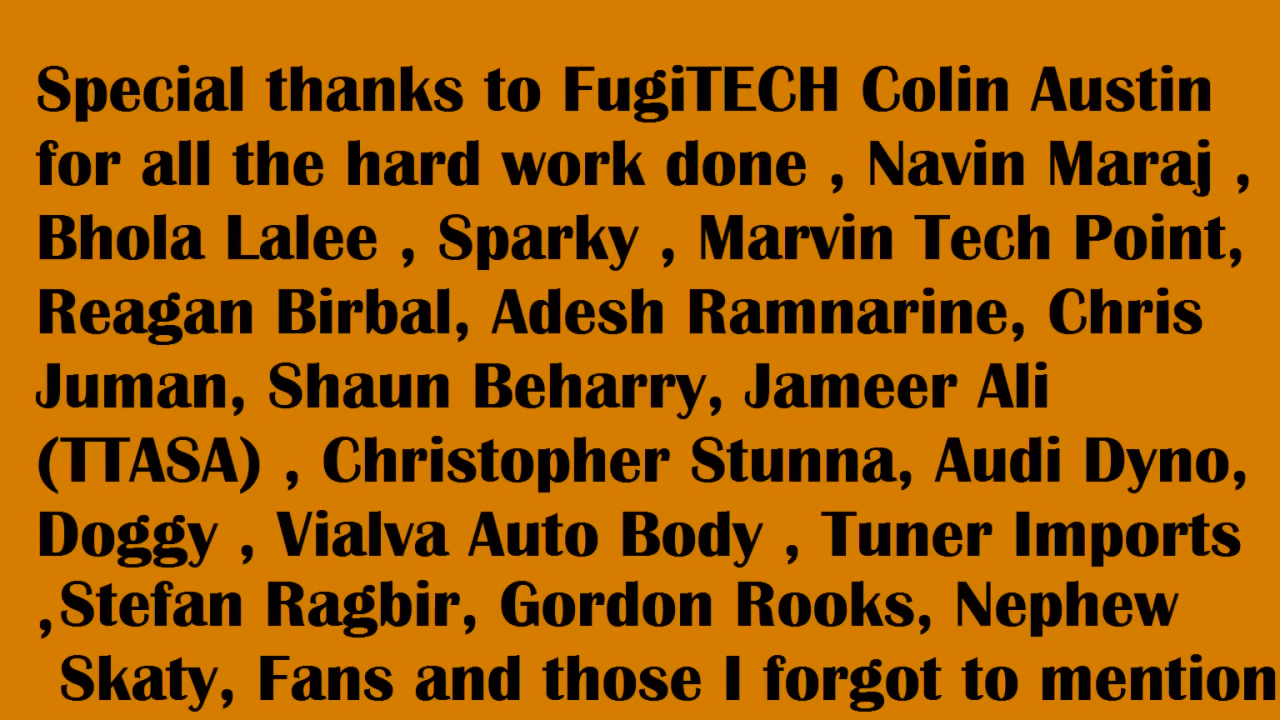 Special thanks to FugiTECH Colin Austin
for all the hard work done , Navin Maraj ,
Bhola Lalee , Sparky , Marvin Tech Point,
Reagan Birbal, Adesh Ramnarine, Chris
Juman, Shaun Beharry, Jameer Ali
(TTASA) , Christopher Stunna, Audi Dyno,
Doggy , Vialva Auto Body , Tuner Imports
,Stefan Ragbir, Gordon Rooks, Nephew
Skaty, Fans and those I forgot to mention